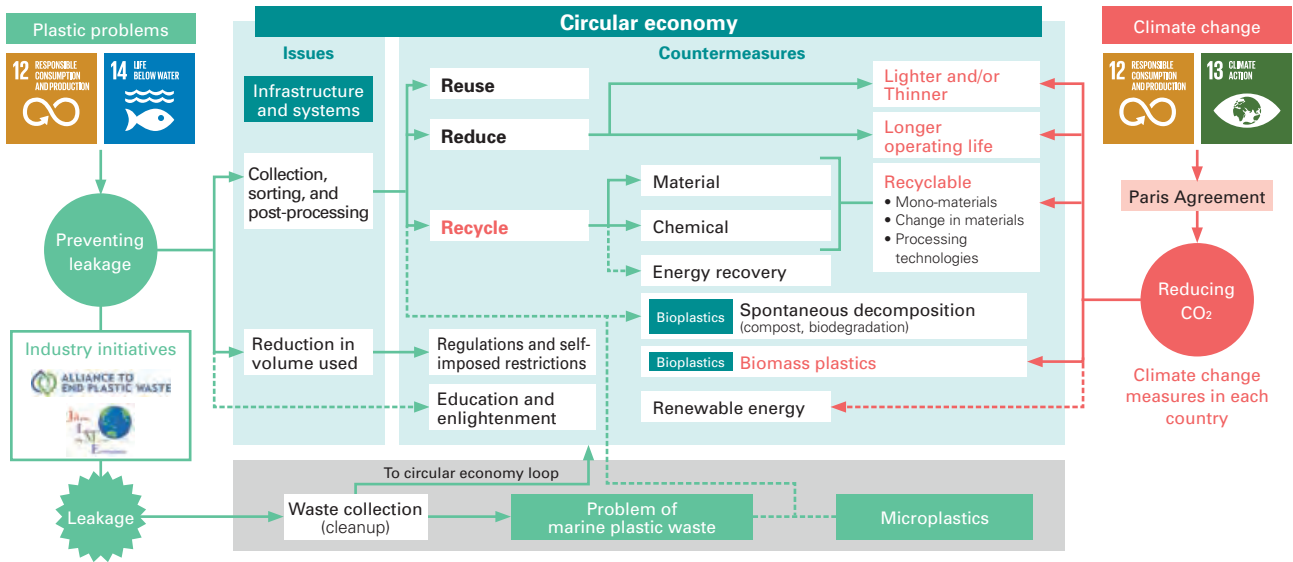 Plastic problems
12 RESPONSIBLE
CONSUMPTION
AND PRODUCTION
14 LIFE
BELOW WATER
Preventing
leakage
Industry initiatives
ALLIANCE TO
END PLASTIC WASTE
Leakage
Circular economy
Issues
Infrastructure
and systems
Collection,
sorting, and
post-processing
Reduction in
volume used
Countermeasures
Reuse
Reduce
Recycle
Regulations and self-
imposed restrictions
Education and
enlightenment
Lighter and/or
Thinner
Longer
operating life
Material
Chemical
Energy recovery
Recyclable
• Mono-materials
• Change in materials
• Processing
technologies
Bioplastics
Spontaneous decomposition
(compost, biodegradation)
Bioplastics
Biomass plastics
Renewable energy
To circular economy loop
Waste collection
(cleanup)
Problem of
marine plastic waste
Microplastics
Climate change
12 RESPONSIBLE
CONSUMPTION
AND PRODUCTION
13 CLIMATE
ACTION
Paris Agreement
Reducing
CO2
Climate change
measures in each
country